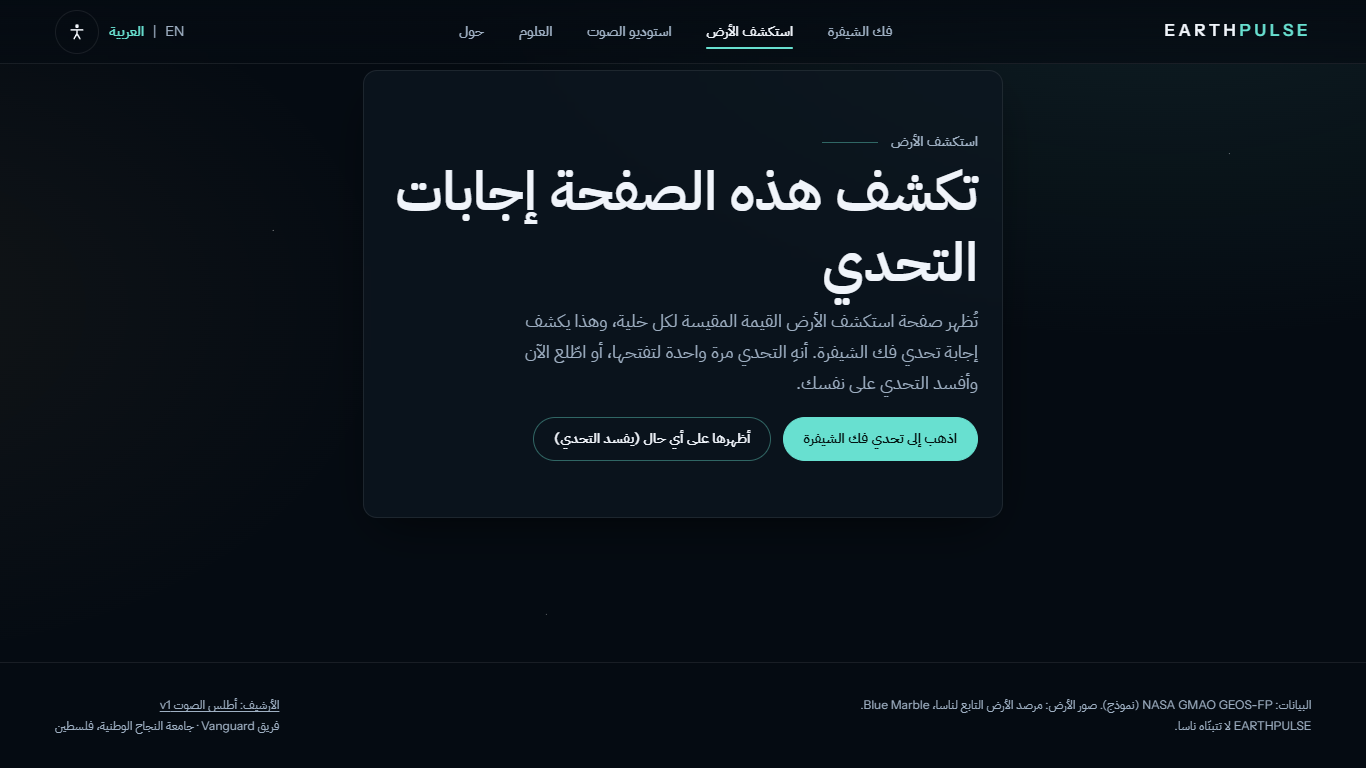 EARTHPULSE
فك الشيفرة
استكشف الأرض
استوديو الصوت
العلوم
حول
EN | العربية
استكشف الأرض
تكشف هذه الصفحة إجابات
التحدي
تُظهر صفحة استكشف الأرض القيمة المقيسة لكل خلية، وهذا يكشف
إجابة تحدي فك الشيفرة. أنهِ التحدي مرة واحدة لتفتحها، أو اطّلع الآن
وأفسد التحدي على نفسك.
اذهب إلى تحدي فك الشيفرة
أظهرها على أي حال (يفسد التحدي)
البيانات: NASA GMAO GEOS-FP (نموذج). صور الأرض: مرصد الأرض التابع لناسا، Blue Marble.
EARTHPULSE لا تتبنّاه ناسا.
الأرشيف: أطلس الصوت v1
فريق Vanguard · جامعة النجاح الوطنية، فلسطين